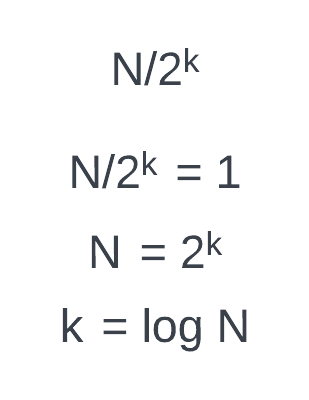 N/2ᵏ
N/2ᵏ = 1
N = 2ᵏ
k = log N